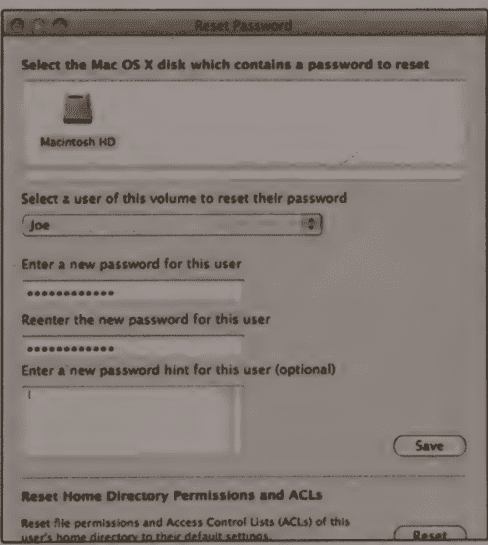 Reset Password
Select the Mac OS X disk which contains a password to reset
Macintosh HD
Select a user of this volume to reset their password
Joe
Enter a new password for this user
••••••••••••
Reenter the new password for this user
••••••••••••
Enter a new password hint for this user (optional)
Save
Reset Home Directory Permissions and ACLs
Reset file permissions and Access Control Lists (ACLs) of this
user's home directory to their default settings.
Reset